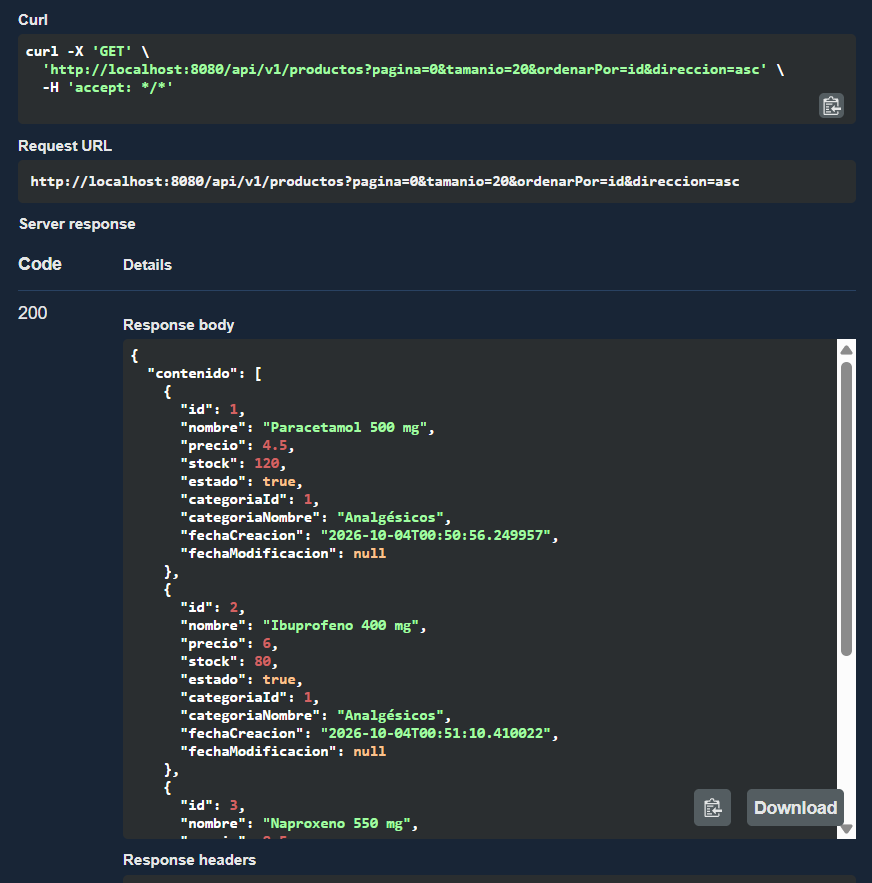 Curl
curl -X 'GET' \
'http://localhost:8080/api/v1/productos?pagina=0&tamanio=20&ordenarPor=id&direccion=asc' \
-H 'accept: */*'
Request URL
http://localhost:8080/api/v1/productos?pagina=0&tamanio=20&ordenarPor=id&direccion=asc
Server response
Code Details
200
Response body
{
"contenido": [
{
"id": 1,
"nombre": "Paracetamol 500 mg",
"precio": 4.5,
"stock": 120,
"estado": true,
"categoriaId": 1,
"categoriaNombre": "Analgésicos",
"fechaCreacion": "2026-10-04T00:50:56.249957",
"fechaModificacion": null
},
{
"id": 2,
"nombre": "Ibuprofeno 400 mg",
"precio": 6,
"stock": 80,
"estado": true,
"categoriaId": 1,
"categoriaNombre": "Analgésicos",
"fechaCreacion": "2026-10-04T00:51:10.410022",
"fechaModificacion": null
},
{
"id": 3,
"nombre": "Naproxeno 550 mg",
Download
Response headers